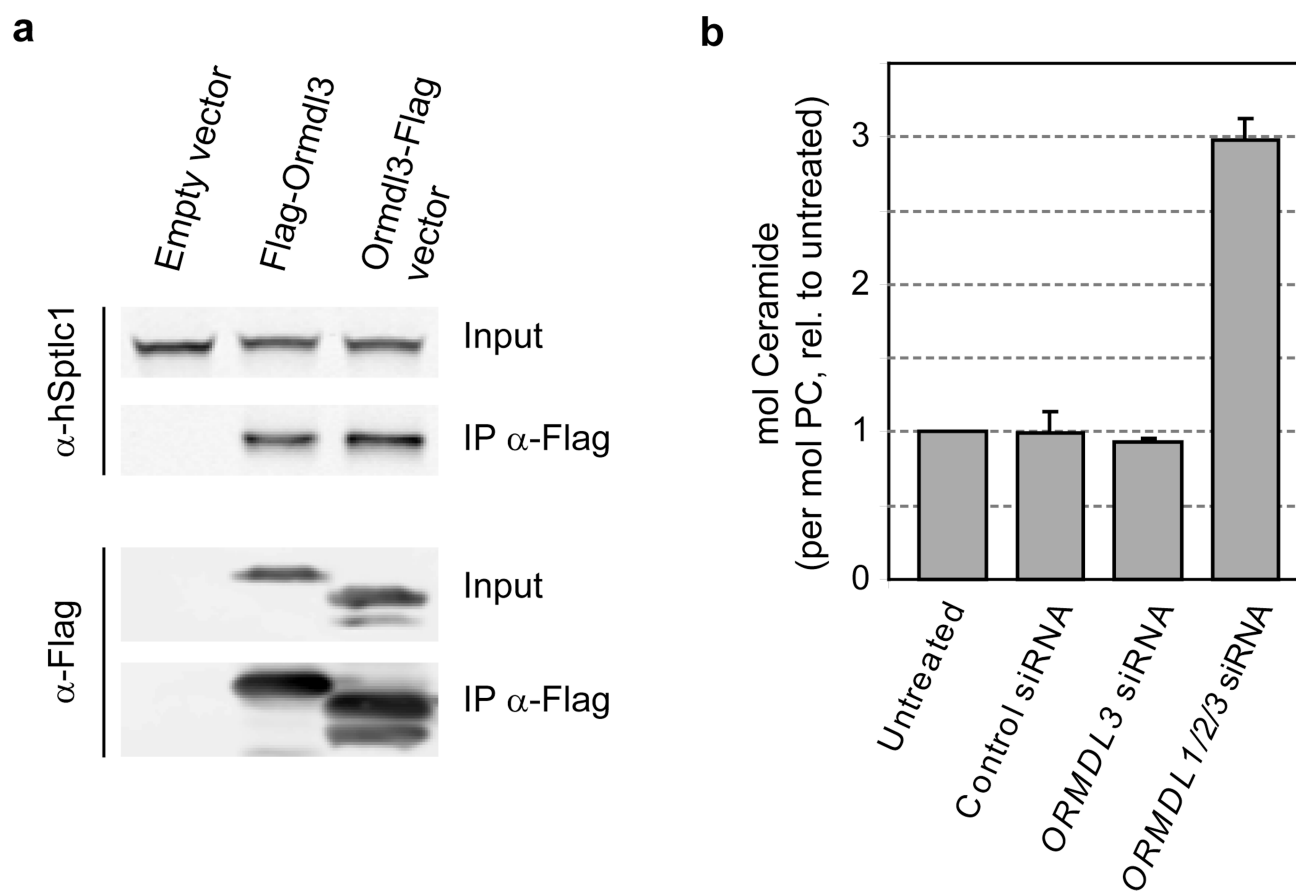 a
Empty vector
Flag-Ormdl3
Ormdl3-Flag
vector
α-hSptlc1
Input
IP α-Flag
α-Flag
Input
IP α-Flag
b
mol Ceramide
(per mol PC, rel. to untreated)
3
2
1
0
Untreated
Control siRNA
ORMDL3 siRNA
ORMDL1/2/3 siRNA